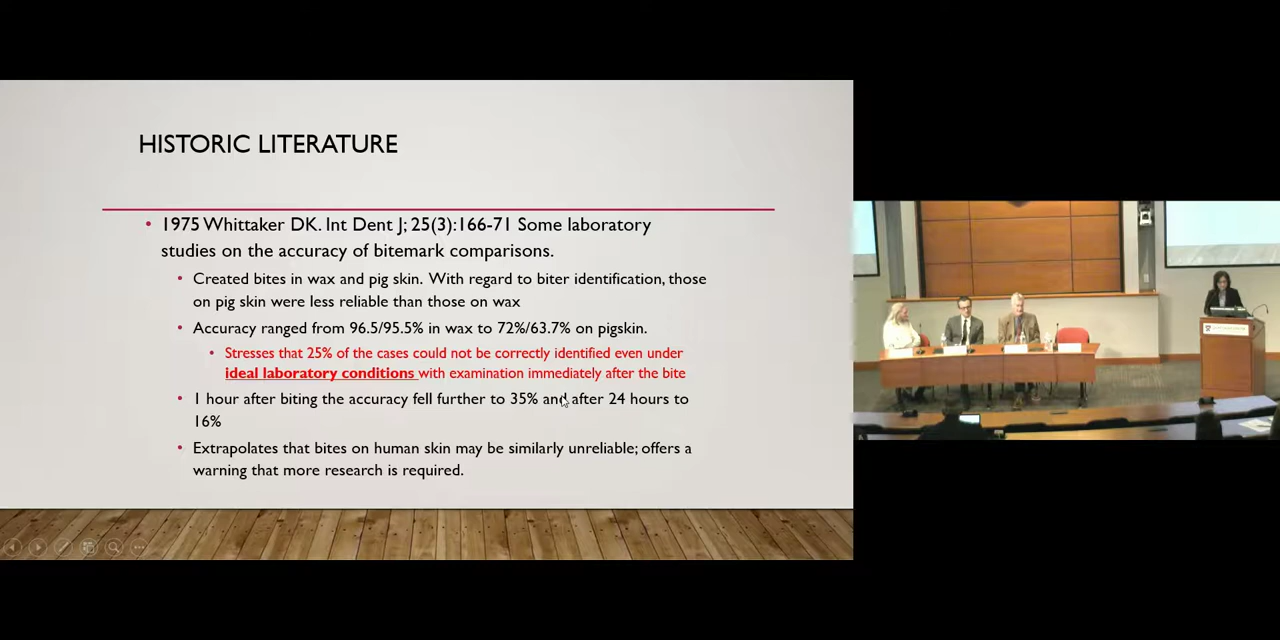 HISTORIC LITERATURE
• 1975 Whittaker DK. Int Dent J; 25(3):166-71 Some laboratory
studies on the accuracy of bitemark comparisons.
• Created bites in wax and pig skin. With regard to biter identification, those
on pig skin were less reliable than those on wax
• Accuracy ranged from 96.5/95.5% in wax to 72%/63.7% on pigskin.
• Stresses that 25% of the cases could not be correctly identified even under
ideal laboratory conditions with examination immediately after the bite
• 1 hour after biting the accuracy fell further to 35% and after 24 hours to
16%
• Extrapolates that bites on human skin may be similarly unreliable; offers a
warning that more research is required.